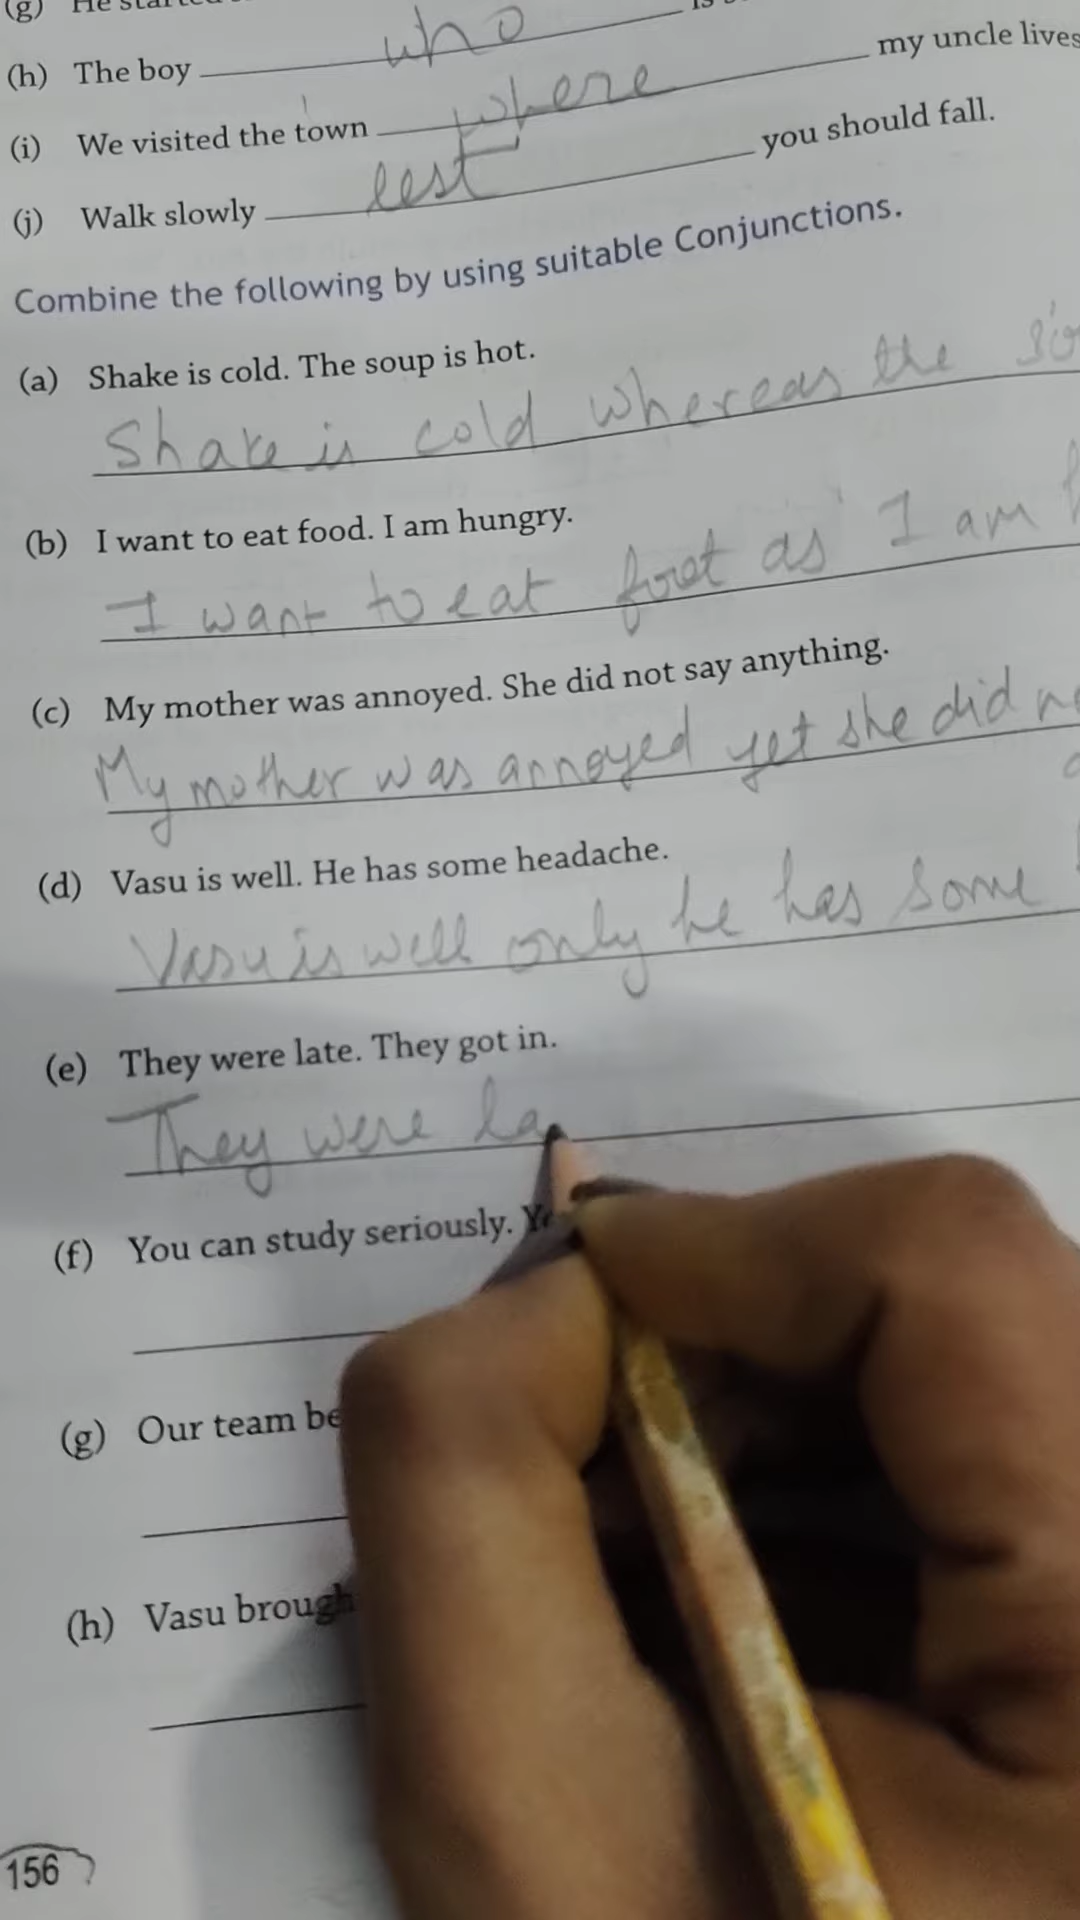 (g) He started
(h) The boy who is
(i) We visited the town where my uncle lives
(j) Walk slowly lest you should fall.
Combine the following by using suitable Conjunctions.
(a) Shake is cold. The soup is hot.
Shake is cold whereas the so
(b) I want to eat food. I am hungry.
I want to eat as I am h
(c) My mother was annoyed. She did not say anything.
My mother was annoyed yet she did no
(d) Vasu is well. He has some headache.
Vasu is well only he has some
(e) They were late. They got in.
They were la
(f) You can study seriously.
(g) Our team be
(h) Vasu brough
156